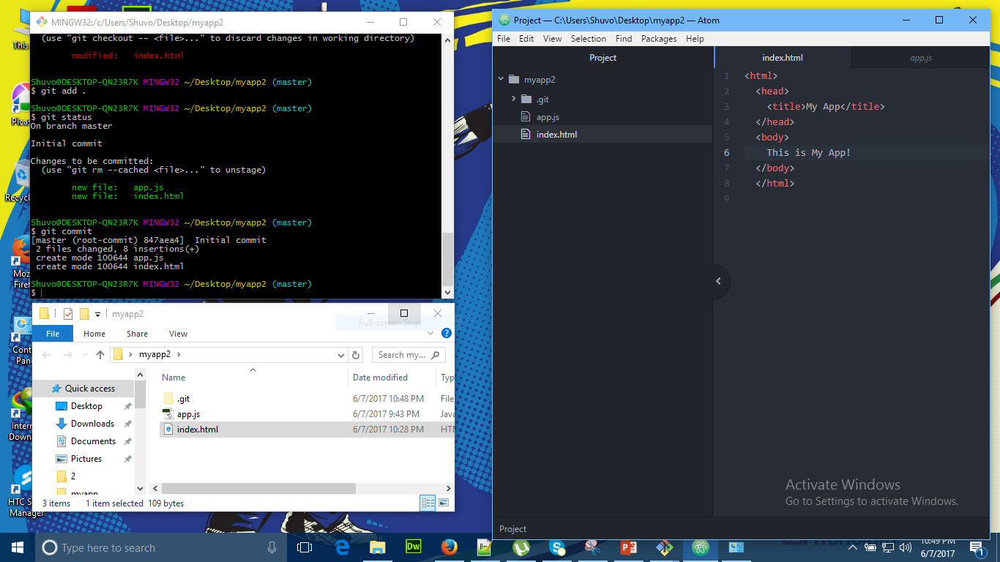 MINGW32:/c/Users/Shuvo/Desktop/myapp2
(use "git checkout -- <file>..." to discard changes in working directory)
modified:   index.html
Shuvo@DESKTOP-QN23R7K MINGW32 ~/Desktop/myapp2 (master)
$ git add .
Shuvo@DESKTOP-QN23R7K MINGW32 ~/Desktop/myapp2 (master)
$ git status
On branch master
Initial commit
Changes to be committed:
(use "git rm --cached <file>..." to unstage)
new file:   app.js
new file:   index.html
Shuvo@DESKTOP-QN23R7K MINGW32 ~/Desktop/myapp2 (master)
$ git commit
[master (root-commit) 847aea4]  Initial commit
2 files changed, 8 insertions(+)
create mode 100644 app.js
create mode 100644 index.html
Shuvo@DESKTOP-QN23R7K MINGW32 ~/Desktop/myapp2 (master)
$
myapp2
Full-screen Snip
File Home Share View
myapp2
Search my...
Quick access
Desktop
Downloads
Documents
Pictures
2
myapp
Name Date modified Typ
.git 6/7/2017 10:48 PM File
app.js 6/7/2017 9:43 PM Java
index.html 6/7/2017 10:28 PM HTM
3 items 1 item selected 109 bytes
Project — C:\Users\Shuvo\Desktop\myapp2 — Atom
File Edit View Selection Find Packages Help
Project
myapp2
.git
app.js
index.html
index.html app.js
1 <html>
2 <head>
3 <title>My App</title>
4 </head>
5 <body>
6 This is My App!
7 </body>
8 </html>
9
Activate Windows
Go to Settings to activate Windows.
Project
This
Picas
Recycl
Moz
Firef
Cont
Pan
Intern
Down
HTC S
Manager
Type here to search
Dw
10:49 PM
6/7/2017
1